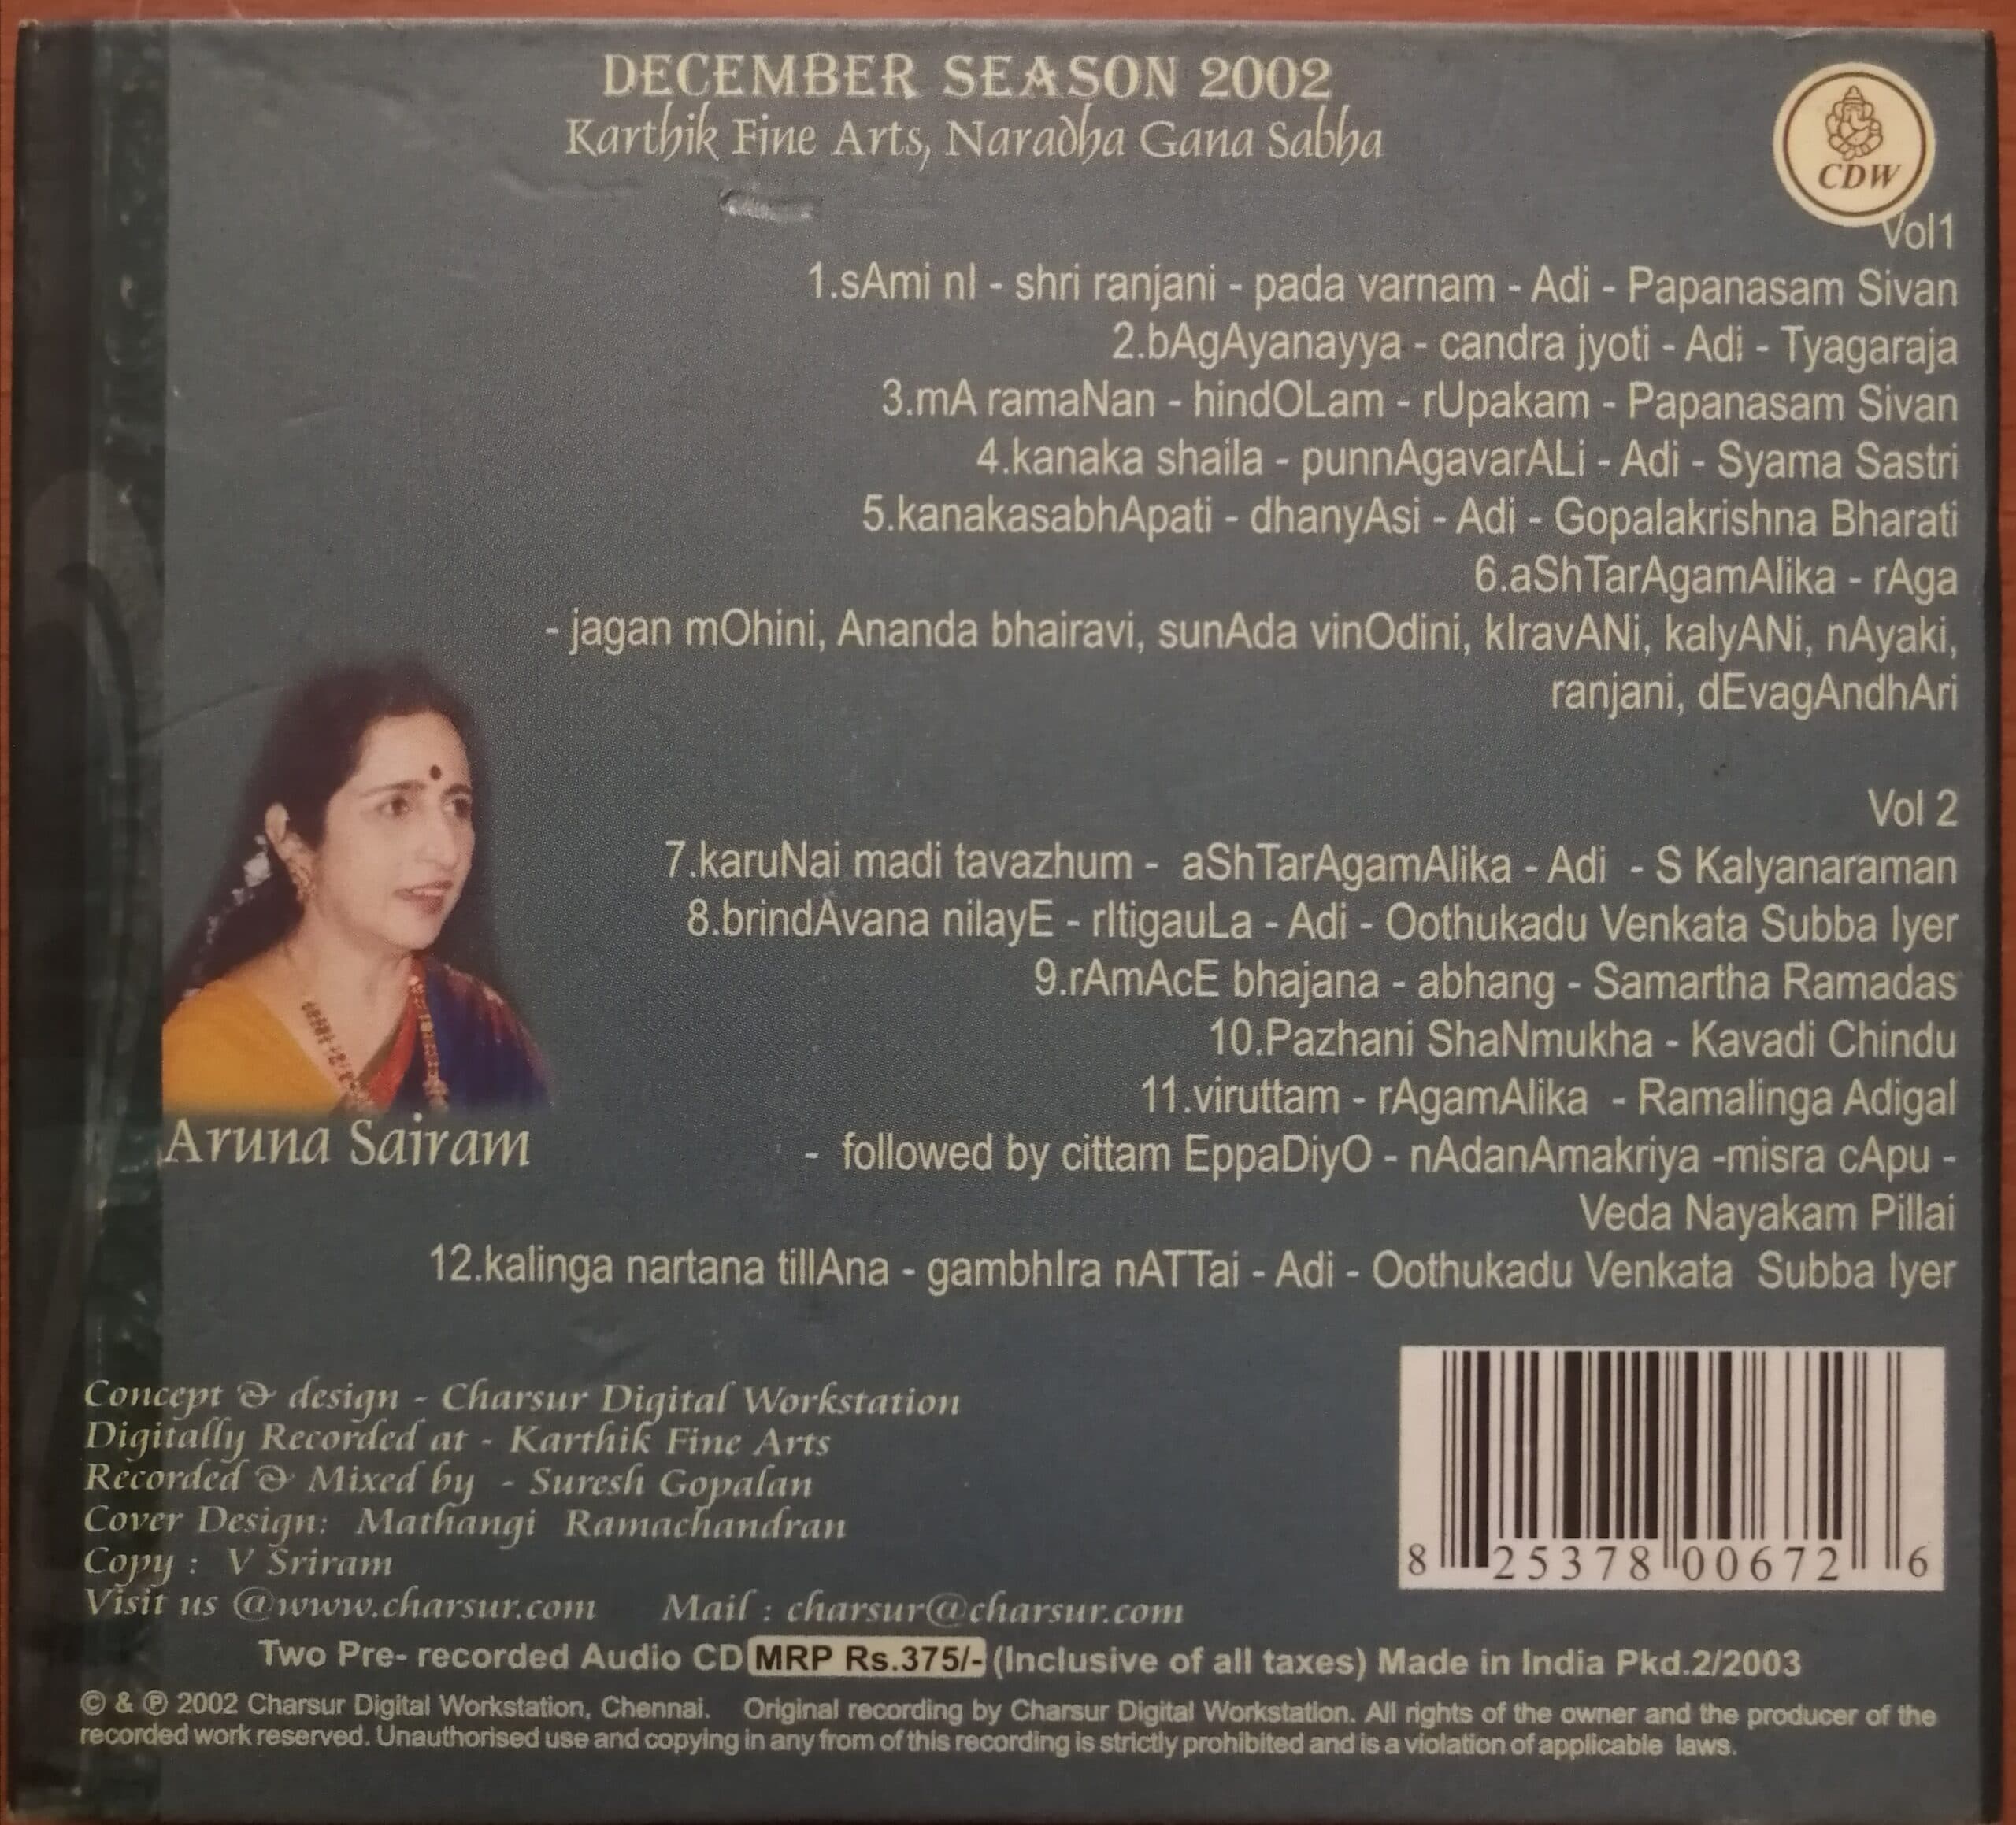 DECEMBER SEASON 2002
Karthik Fine Arts, Naradha Gana Sabha
CDW
Vol1
1.sAmi nI - shri ranjani - pada varnam - Adi - Papanasam Sivan
2.bAgAyanayya - candra jyoti - Adi - Tyagaraja
3.mA ramaNan - hindOLam - rUpakam - Papanasam Sivan
4.kanaka shaila - punnAgavarALi - Adi - Syama Sastri
5.kanakasabhApati - dhanyAsi - Adi - Gopalakrishna Bharati
6.aShTarAgamAlika - rAga
- jagan mOhini, Ananda bhairavi, sunAda vinOdini, kIravANi, kalyANi, nAyaki,
ranjani, dEvagAndhAri
Vol 2
7.karuNai madi tavazhum - aShTarAgamAlika - Adi - S Kalyanaraman
8.brindAvana nilayE - rItigauLa - Adi - Oothukadu Venkata Subba Iyer
9.rAmAcE bhajana - abhang - Samartha Ramadas
10.Pazhani ShaNmukha - Kavadi Chindu
11.viruttam - rAgamAlika - Ramalinga Adigal
- followed by cittam EppaDiyO - nAdanAmakriya -misra cApu -
Veda Nayakam Pillai
12.kalinga nartana tillAna - gambhIra nATTai - Adi - Oothukadu Venkata Subba Iyer
Aruna Sairam
Concept & design - Charsur Digital Workstation
Digitally Recorded at - Karthik Fine Arts
Recorded & Mixed by - Suresh Gopalan
Cover Design: Mathangi Ramachandran
Copy : V Sriram
Visit us @www.charsur.com Mail : charsur@charsur.com
8 25378 00672 6
Two Pre- recorded Audio CD MRP Rs.375/- (Inclusive of all taxes) Made in India Pkd.2/2003
© & ℗ 2002 Charsur Digital Workstation, Chennai. Original recording by Charsur Digital Workstation. All rights of the owner and the producer of the
recorded work reserved. Unauthorised use and copying in any from of this recording is strictly prohibited and is a violation of applicable laws.